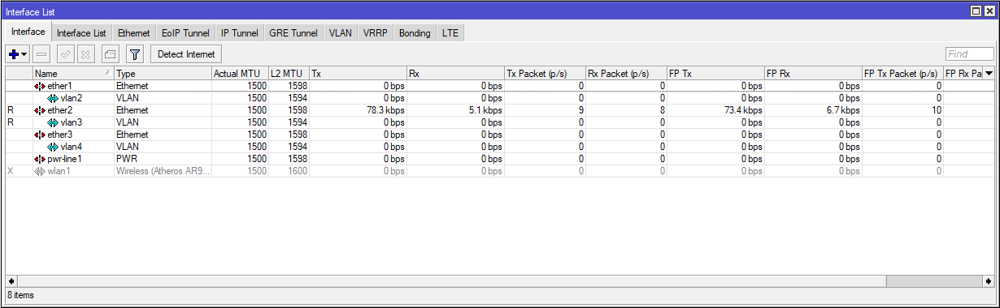 Interface List
Interface Interface List Ethernet EoIP Tunnel IP Tunnel GRE Tunnel VLAN VRRP Bonding LTE
Detect Internet Find
Name Type Actual MTU L2 MTU Tx Rx Tx Packet (p/s) Rx Packet (p/s) FP Tx FP Rx FP Tx Packet (p/s) FP Rx Pa
ether1 Ethernet 1500 1598 0 bps 0 bps 0 0 0 bps 0 bps 0
vlan2 VLAN 1500 1594 0 bps 0 bps 0 0 0 bps 0 bps 0
R ether2 Ethernet 1500 1598 78.3 kbps 5.1 kbps 9 8 73.4 kbps 6.7 kbps 10
R vlan3 VLAN 1500 1594 0 bps 0 bps 0 0 0 bps 0 bps 0
ether3 Ethernet 1500 1598 0 bps 0 bps 0 0 0 bps 0 bps 0
vlan4 VLAN 1500 1594 0 bps 0 bps 0 0 0 bps 0 bps 0
pwr-line1 PWR 1500 1598 0 bps 0 bps 0 0 0 bps 0 bps 0
X wlan1 Wireless (Atheros AR9... 1500 1600 0 bps 0 bps 0 0 0 bps 0 bps 0
8 items